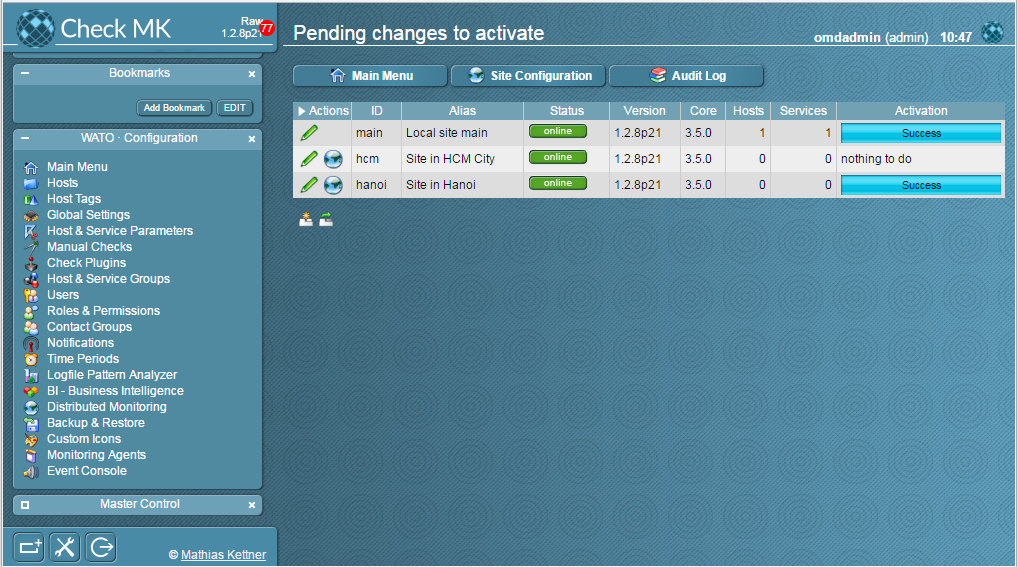 Check MK
Raw
1.2.8p21
77
Pending changes to activate
omdadmin (admin) 10:47
Bookmarks
Add Bookmark EDIT
WATO · Configuration
Main Menu
Hosts
Host Tags
Global Settings
Host & Service Parameters
Manual Checks
Check Plugins
Host & Service Groups
Users
Roles & Permissions
Contact Groups
Notifications
Time Periods
Logfile Pattern Analyzer
BI - Business Intelligence
Distributed Monitoring
Backup & Restore
Custom Icons
Monitoring Agents
Event Console
Master Control
© Mathias Kettner
Main Menu Site Configuration Audit Log
Actions ID Alias Status Version Core Hosts Services Activation
main Local site main online 1.2.8p21 3.5.0 1 1 Success
hcm Site in HCM City online 1.2.8p21 3.5.0 0 0 nothing to do
hanoi Site in Hanoi online 1.2.8p21 3.5.0 0 0 Success